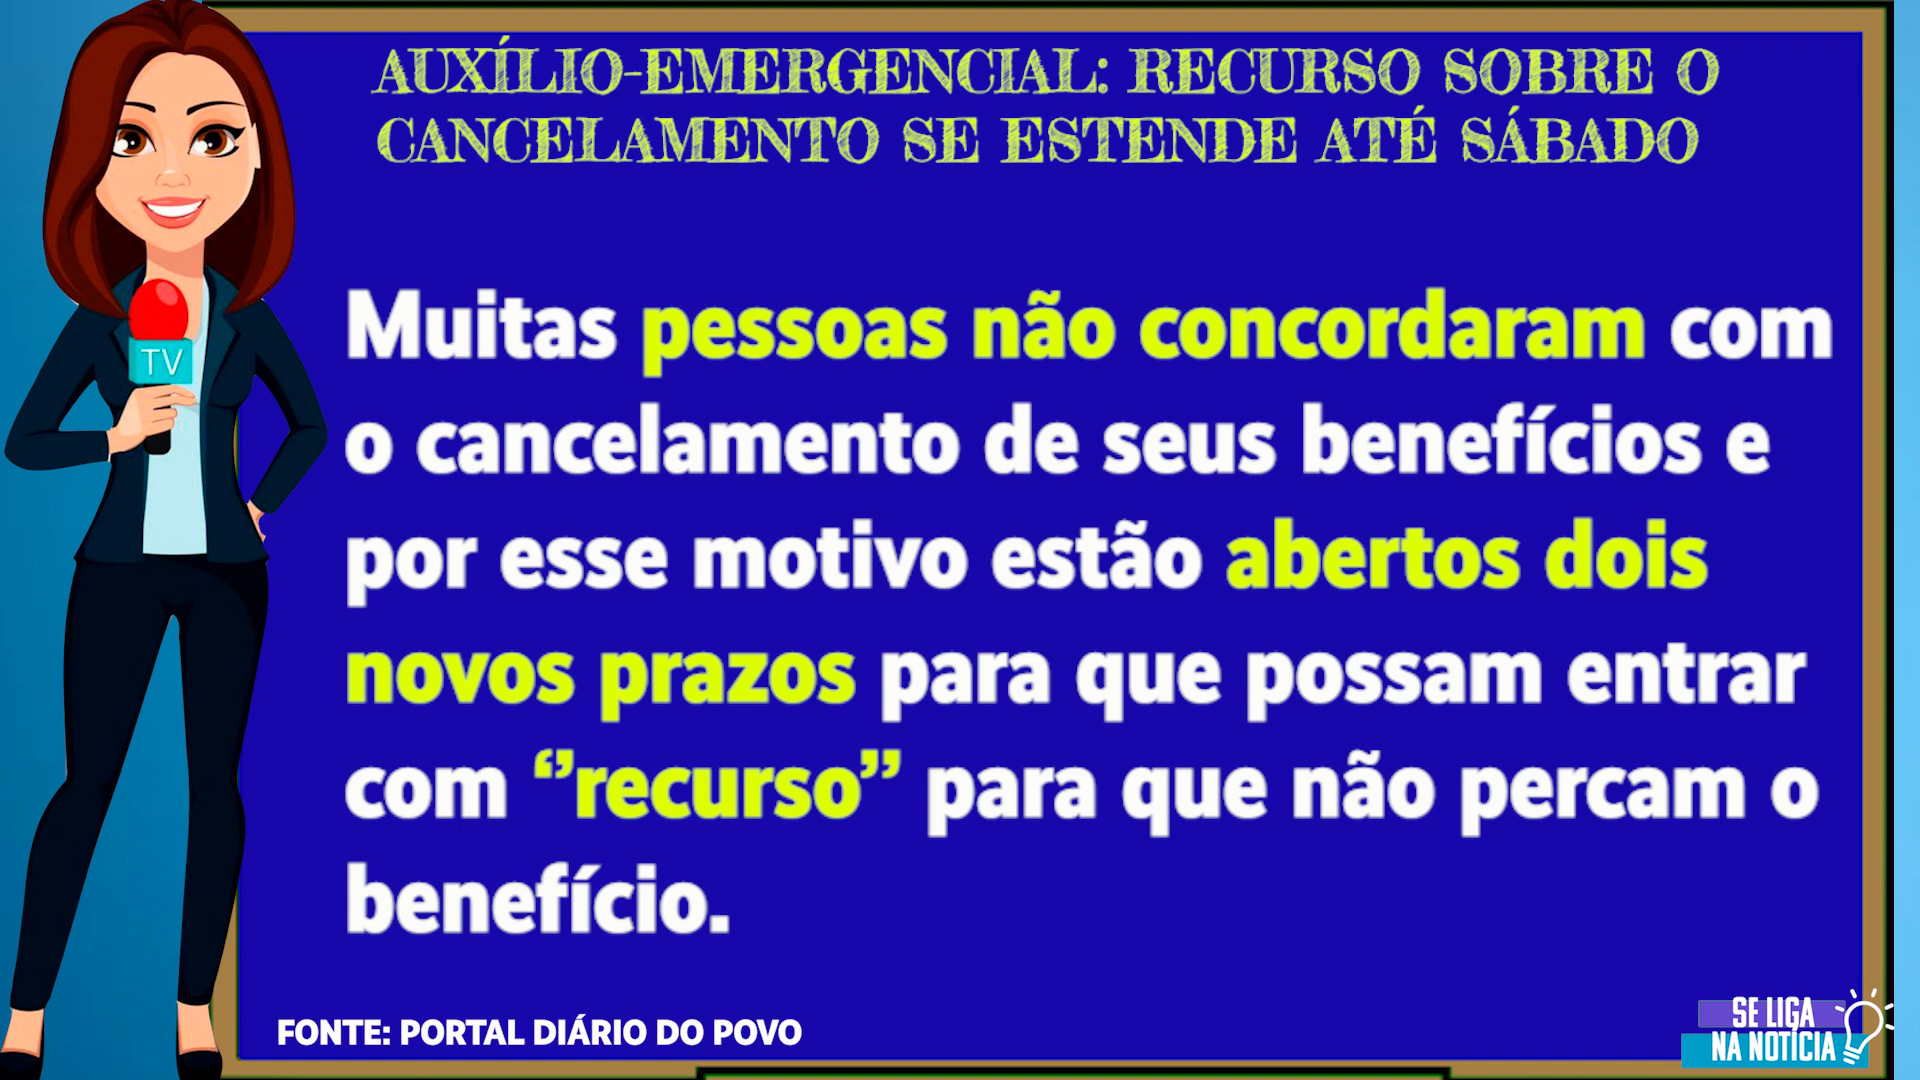 AUXÍLIO-EMERGENCIAL: RECURSO SOBRE O
CANCELAMENTO SE ESTENDE ATÉ SÁBADO
Muitas pessoas não concordaram com
o cancelamento de seus benefícios e
por esse motivo estão abertos dois
novos prazos para que possam entrar
com “recurso” para que não percam o
benefício.
TV
FONTE: PORTAL DIÁRIO DO POVO
SE LIGA
NA NOTÍCIA